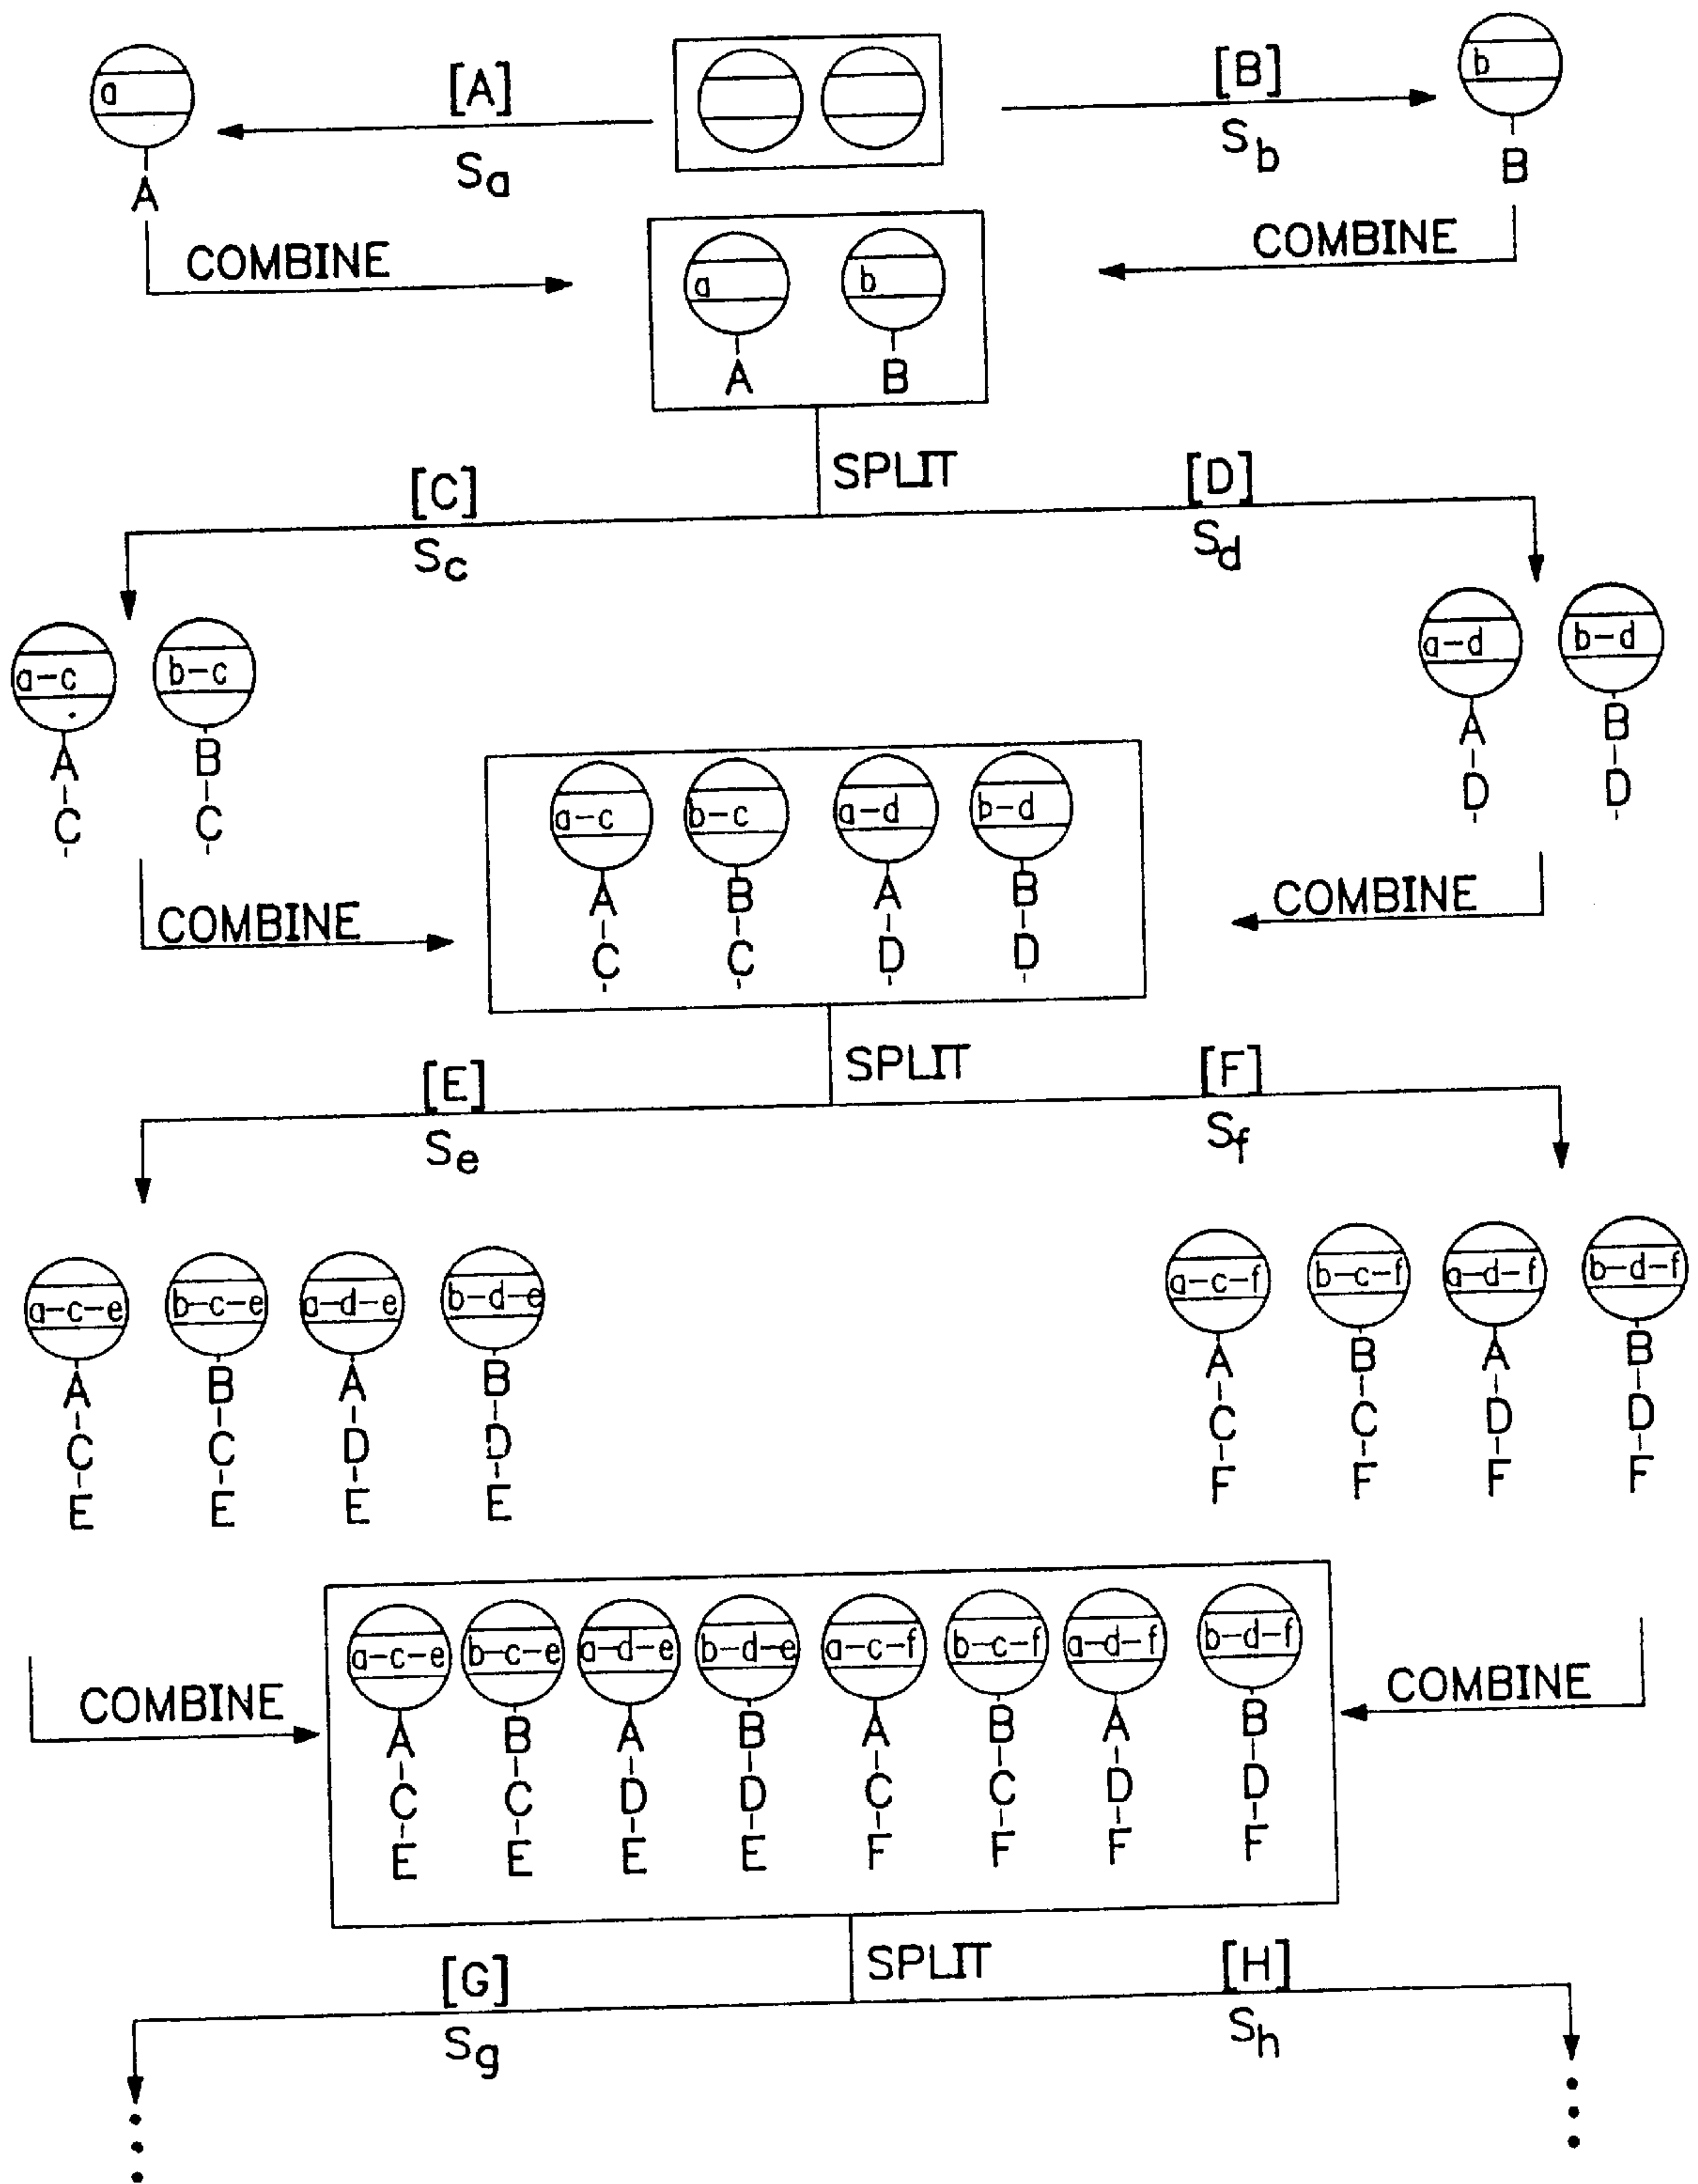 a [A] [B] b
Sa Sb
A B
COMBINE COMBINE
a b
A B
SPLIT
[C] [D]
Sc Sd
a-c b-c a-d b-d
A B A B
C C D D
a-c b-c a-d b-d
A B A B
C C D D
COMBINE COMBINE
SPLIT
[E] [F]
Se Sf
a-c-e b-c-e a-d-e b-d-e a-c-f b-c-f a-d-f b-d-f
A B A B A B A B
C C D D C C D D
E E E E F F F F
a-c-e b-c-e a-d-e b-d-e a-c-f b-c-f a-d-f b-d-f
COMBINE COMBINE
A B A B A B A B
C C D D C C D D
E E E E F F F F
SPLIT
[G] [H]
Sg Sh